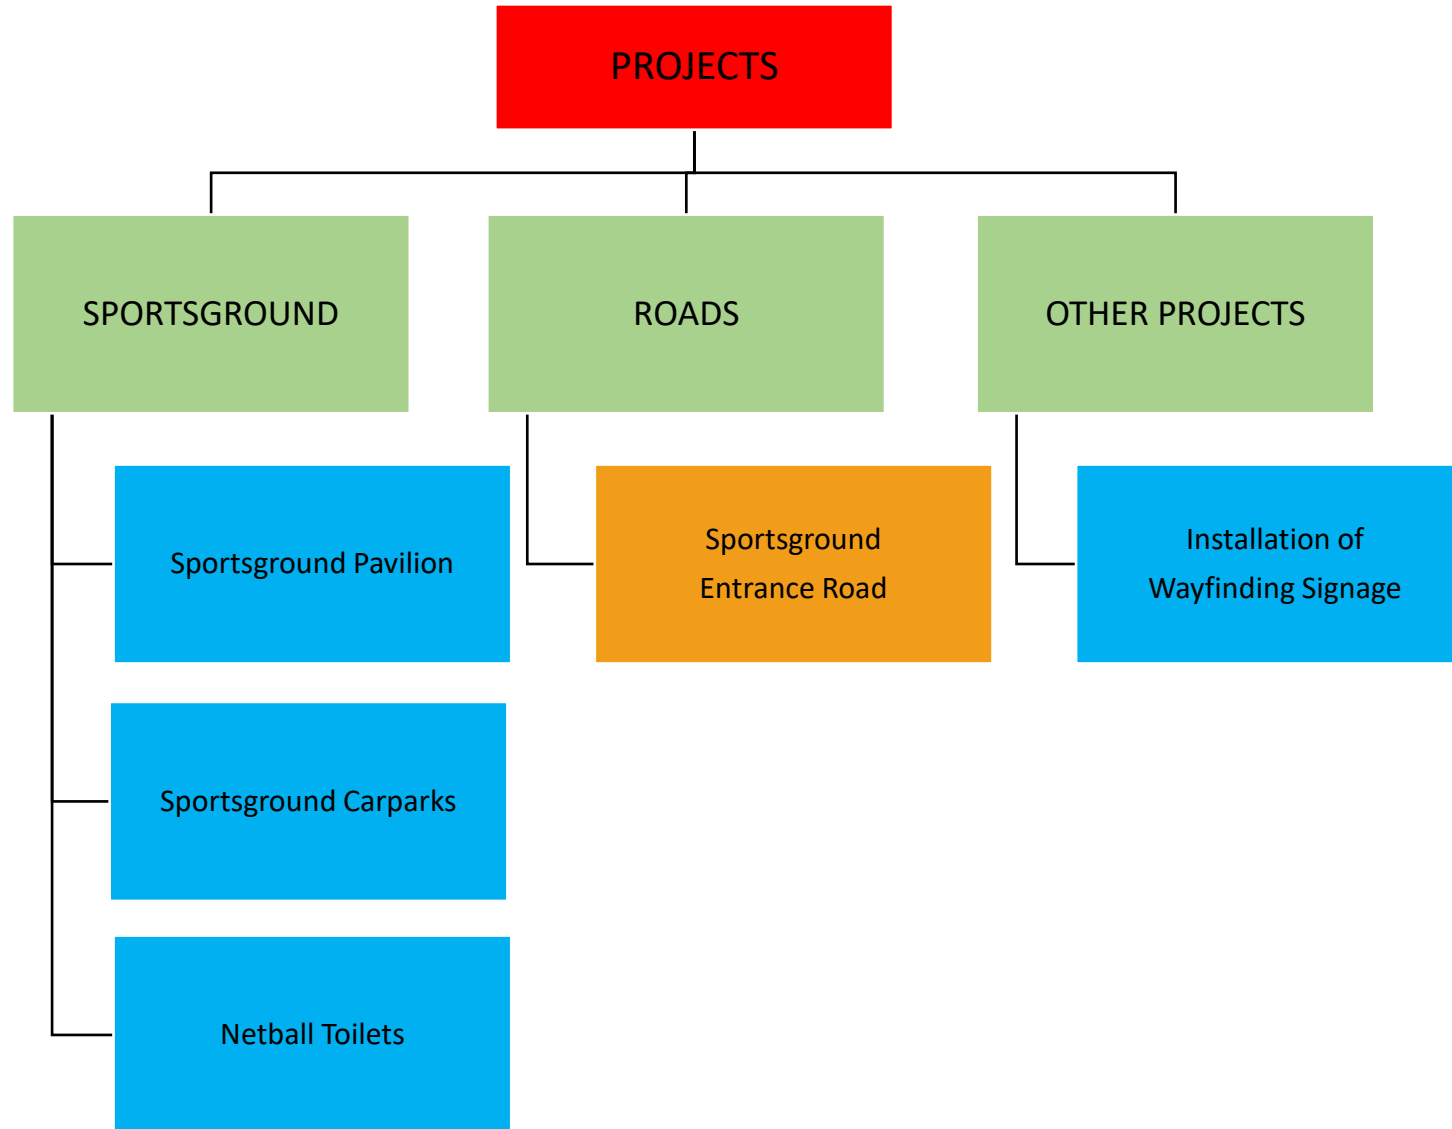 PROJECTS
SPORTSGROUND
ROADS
OTHER PROJECTS
Sportsground Pavilion
Sportsground
Entrance Road
Installation of
Wayfinding Signage
Sportsground Carparks
Netball Toilets